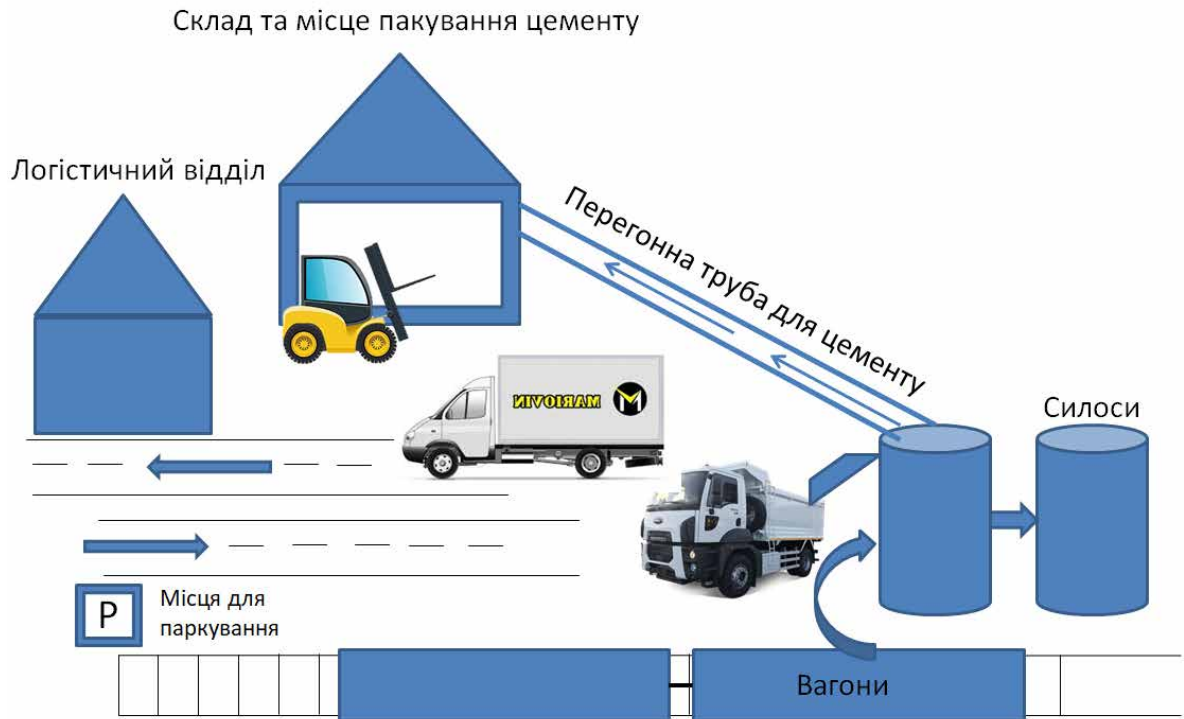 Склад та місце пакування цементу
Логістичний відділ
Перегонна труба для цементу
MARIOVIN
Силоси
P
Місця для
паркування
Вагони